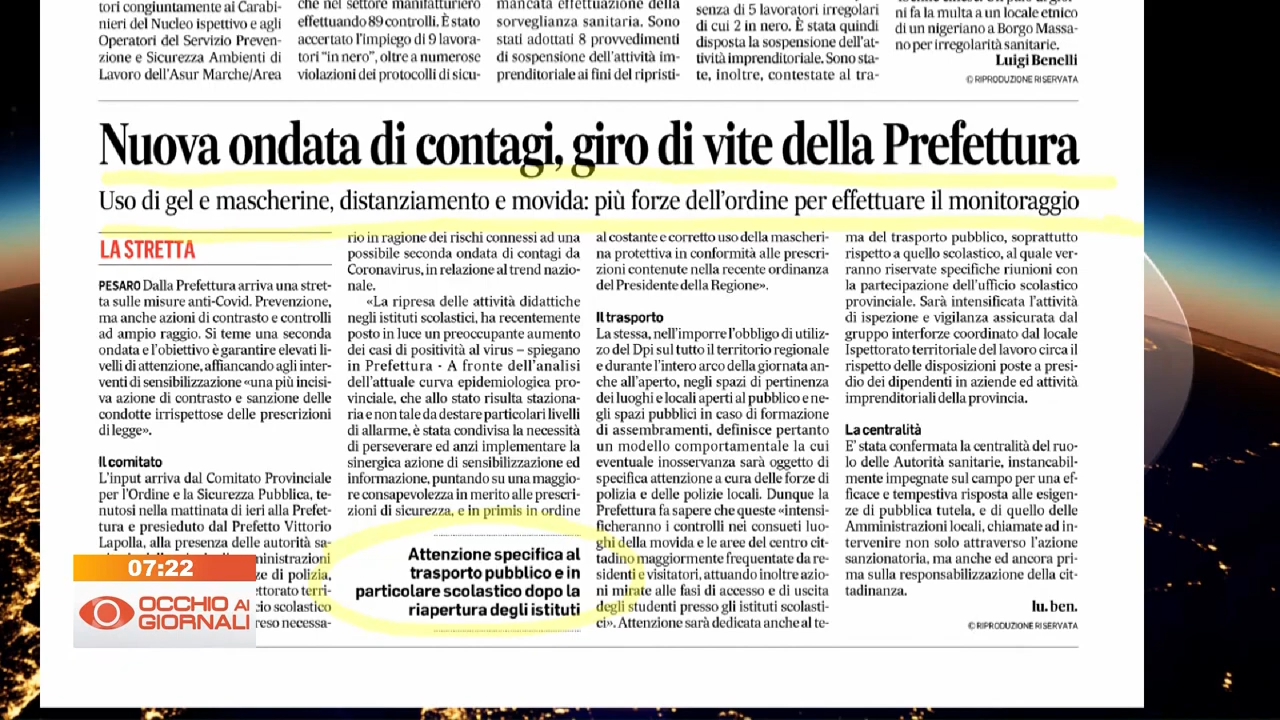 tori congiuntamente ai Carabi-
nieri del Nucleo ispettivo e agli
Operatori del Servizio Preven-
zione e Sicurezza Ambienti di
Lavoro dell'Asur Marche/Area
che nel settore manifatturiero
effettuando 89 controlli. È stato
accertato l'impiego di 9 lavora-
tori "in nero", oltre a numerose
violazioni dei protocolli di sicu-
mancata effettuazione della
sorveglianza sanitaria. Sono
stati adottati 8 provvedimenti
di sospensione dell'attività im-
prenditoriale ai fini del ripristi-
senza di 5 lavoratori irregolari
di cui 2 in nero. È stata quindi
disposta la sospensione dell'at-
tività imprenditoriale. Sono sta-
te, inoltre, contestate al tra-
ni fa la multa a un locale etnico
di un nigeriano a Borgo Massa-
no per irregolarità sanitarie.
Luigi Benelli
© RIPRODUZIONE RISERVATA
Nuova ondata di contagi, giro di vite della Prefettura
Uso di gel e mascherine, distanziamento e movida: più forze dell'ordine per effettuare il monitoraggio
LA STRETTA
PESARO Dalla Prefettura arriva una stret-
ta sulle misure anti-Covid. Prevenzione,
ma anche azioni di contrasto e controlli
ad ampio raggio. Si teme una seconda
ondata e l'obiettivo è garantire elevati li-
velli di attenzione, affiancando agli inter-
venti di sensibilizzazione «una più incisi-
va azione di contrasto e sanzione delle
condotte irrispettose delle prescrizioni
di legge».
Il comitato
L'input arriva dal Comitato Provinciale
per l'Ordine e la Sicurezza Pubblica, te-
nutosi nella mattinata di ieri alla Prefet-
tura e presieduto dal Prefetto Vittorio
Lapolla, alla presenza delle autorità sa-
ministrazioni
ze di polizia,
ettorato terri-
cio scolastico
reso necessa-
rio in ragione dei rischi connessi ad una
possibile seconda ondata di contagi da
Coronavirus, in relazione al trend nazio-
nale.
«La ripresa delle attività didattiche
negli istituti scolastici, ha recentemente
posto in luce un preoccupante aumento
dei casi di positività al virus – spiegano
in Prefettura - A fronte dell'analisi
dell'attuale curva epidemiologica pro-
vinciale, che allo stato risulta staziona-
ria e non tale da destare particolari livelli
di allarme, è stata condivisa la necessità
di perseverare ed anzi implementare la
sinergica azione di sensibilizzazione ed
informazione, puntando su una maggio-
re consapevolezza in merito alle prescri-
zioni di sicurezza, e in primis in ordine
Attenzione specifica al
trasporto pubblico e in
particolare scolastico dopo la
riapertura degli istituti
al costante e corretto uso della mascheri-
na protettiva in conformità alle prescri-
zioni contenute nella recente ordinanza
del Presidente della Regione».
Il trasporto
La stessa, nell'imporre l'obbligo di utiliz-
zo del Dpi sul tutto il territorio regionale
e durante l'intero arco della giornata an-
che all'aperto, negli spazi di pertinenza
dei luoghi e locali aperti al pubblico e ne-
gli spazi pubblici in caso di formazione
di assembramenti, definisce pertanto
un modello comportamentale la cui
eventuale inosservanza sarà oggetto di
specifica attenzione a cura delle forze di
polizia e delle polizie locali. Dunque la
Prefettura fa sapere che queste «intensi-
ficheranno i controlli nei consueti luo-
ghi della movida e le aree del centro cit-
tadino maggiormente frequentate da re-
sidenti e visitatori, attuando inoltre azio-
ni mirate alle fasi di accesso e di uscita
degli studenti presso gli istituti scolasti-
ci». Attenzione sarà dedicata anche al te-
ma del trasporto pubblico, soprattutto
rispetto a quello scolastico, al quale ver-
ranno riservate specifiche riunioni con
la partecipazione dell'ufficio scolastico
provinciale. Sarà intensificata l'attività
di ispezione e vigilanza assicurata dal
gruppo interforze coordinato dal locale
Ispettorato territoriale del lavoro circa il
rispetto delle disposizioni poste a presi-
dio dei dipendenti in aziende ed attività
imprenditoriali della provincia.
La centralità
E' stata confermata la centralità del ruo-
lo delle Autorità sanitarie, instancabil-
mente impegnate sul campo per una ef-
ficace e tempestiva risposta alle esigen-
ze di pubblica tutela, e di quello delle
Amministrazioni locali, chiamate ad in-
tervenire non solo attraverso l'azione
sanzionatoria, ma anche ed ancora pri-
ma sulla responsabilizzazione della cit-
tadinanza.
lu. ben.
© RIPRODUZIONE RISERVATA
07:22
OCCHIO AI
GIORNALI